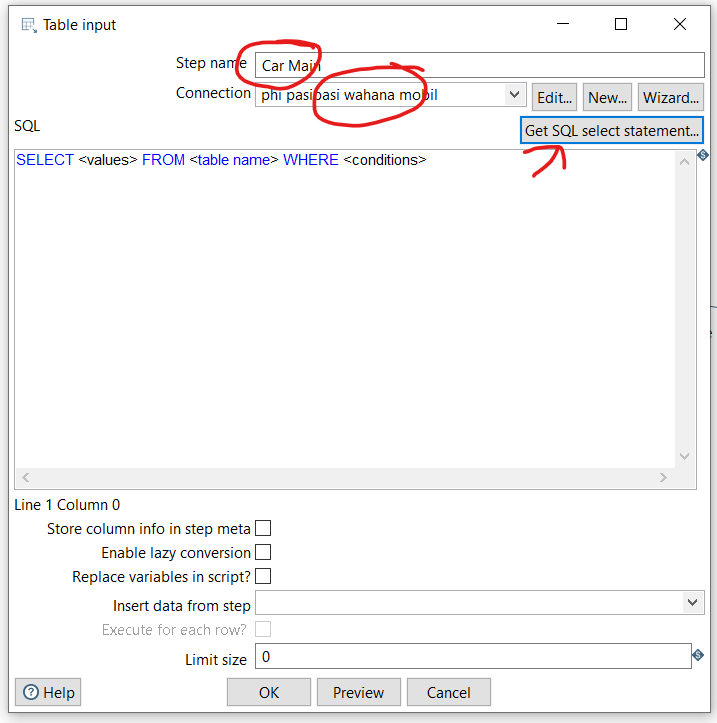 Table input
Step name Car Main
Connection phi pasipasi wahana mobil Edit... New... Wizard...
SQL Get SQL select statement...
SELECT <values> FROM <table name> WHERE <conditions>
Line 1 Column 0
Store column info in step meta
Enable lazy conversion
Replace variables in script?
Insert data from step
Execute for each row?
Limit size 0
Help OK Preview Cancel